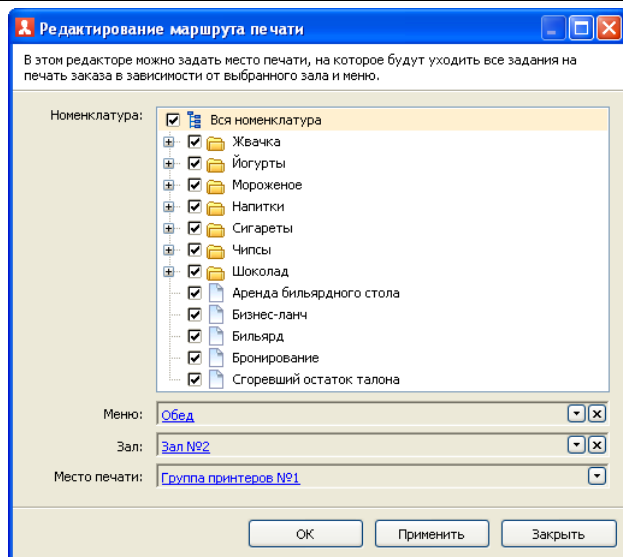 Редактирование маршрута печати
В этом редакторе можно задать место печати, на которое будут уходить все задания на
печать заказа в зависимости от выбранного зала и меню.
Номенклатура:
Вся номенклатура
Жвачка
Йогурты
Мороженое
Напитки
Сигареты
Чипсы
Шоколад
Аренда бильярдного стола
Бизнес-ланч
Бильярд
Бронирование
Сгоревший остаток талона
Меню: Обед
Зал: Зал №2
Место печати: Группа принтеров №1
ОК Применить Закрыть